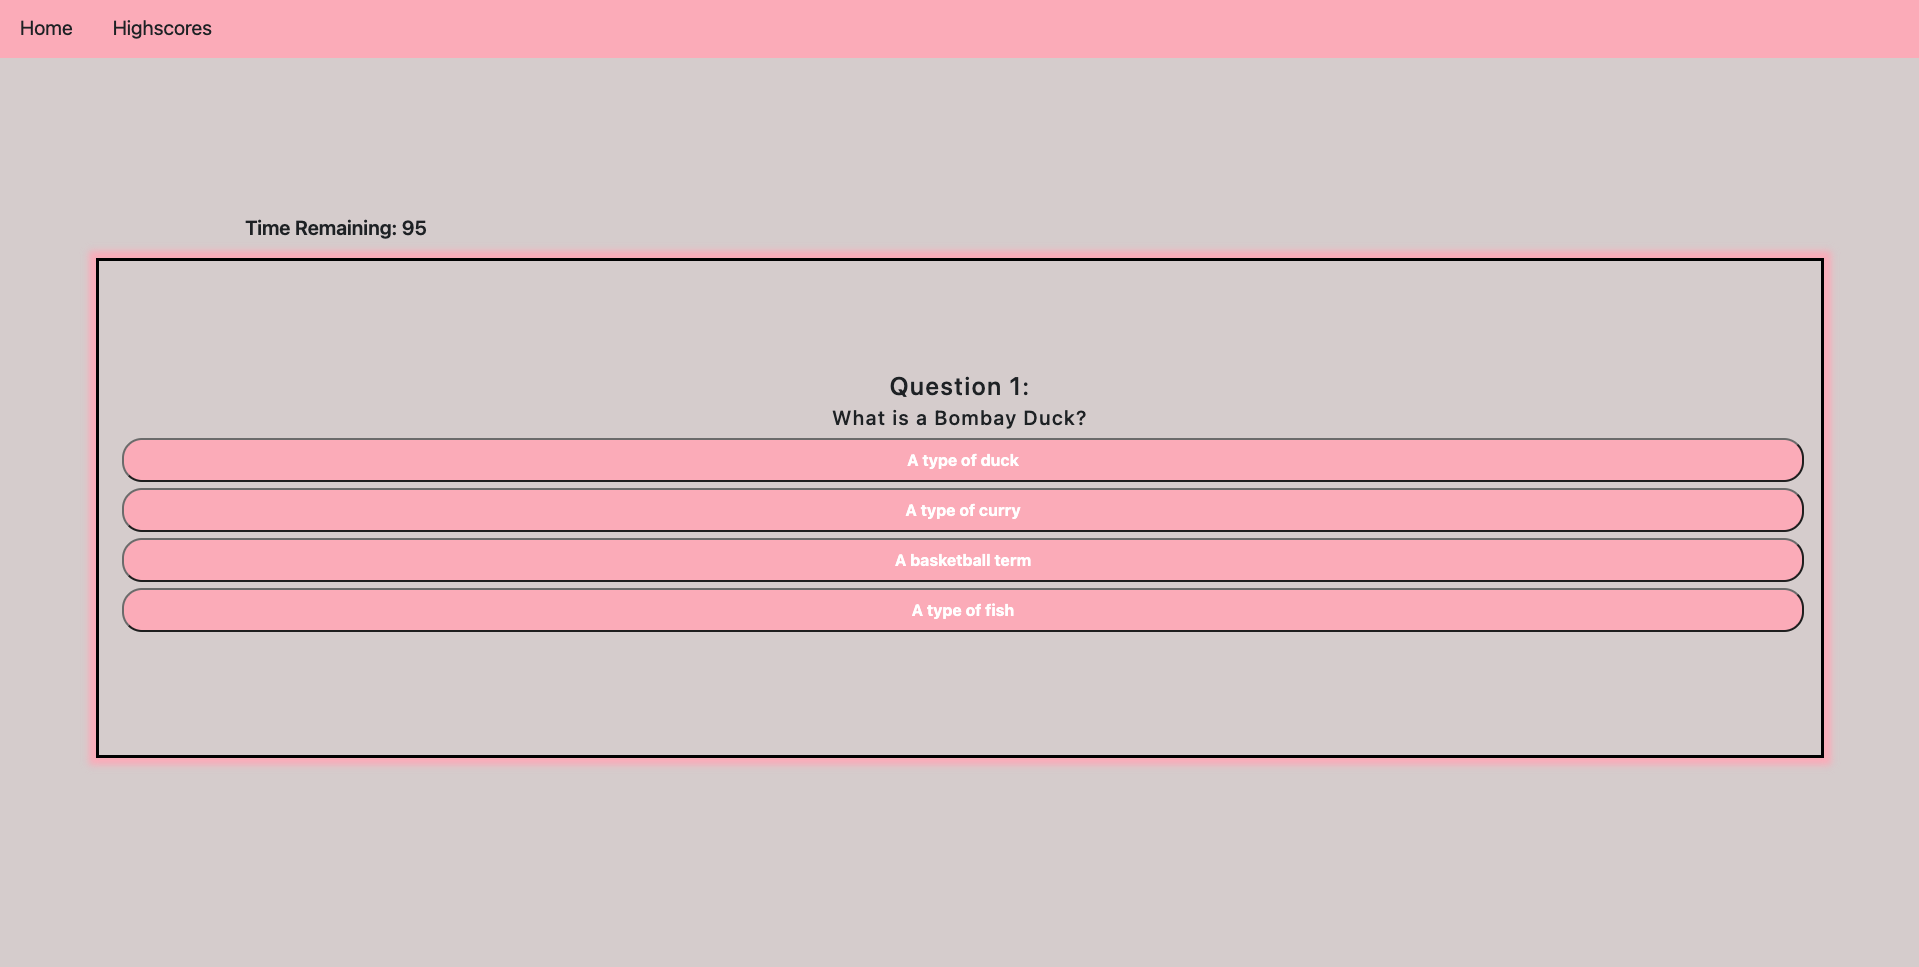 Home Highscores
Time Remaining: 95
Question 1:
What is a Bombay Duck?
A type of duck
A type of curry
A basketball term
A type of fish